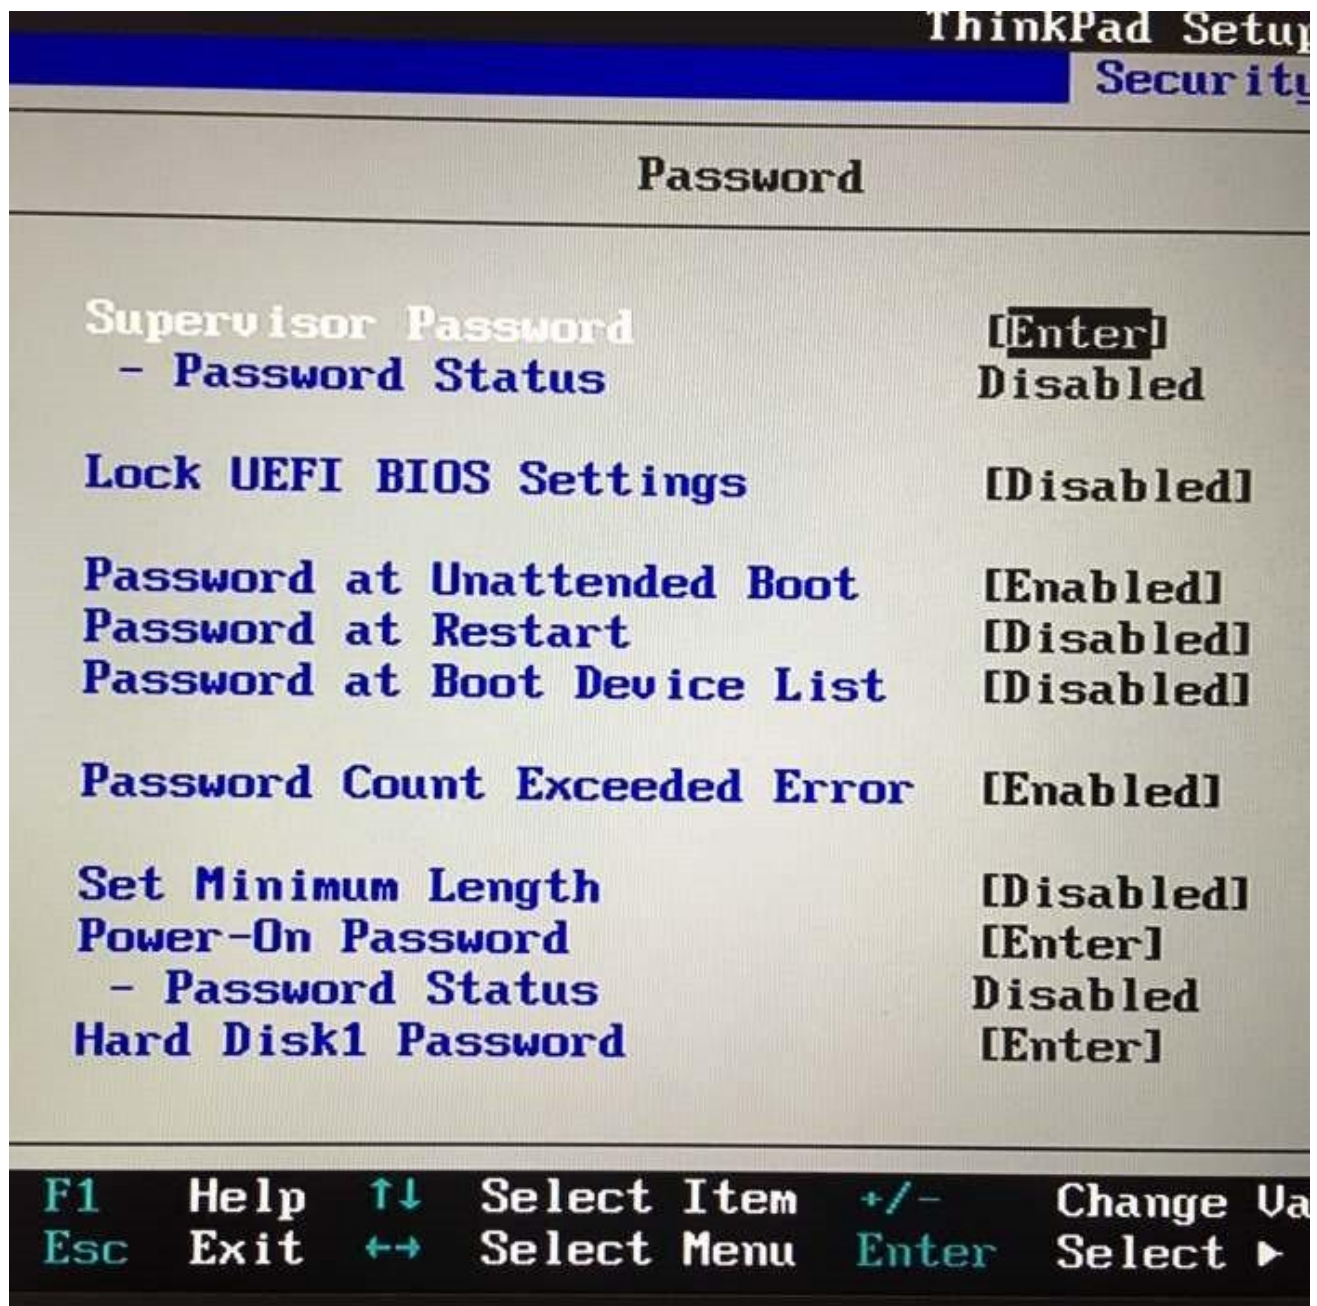 ThinkPad Setup
Security
Password
Supervisor Password [Enter]
- Password Status Disabled
Lock UEFI BIOS Settings [Disabled]
Password at Unattended Boot [Enabled]
Password at Restart [Disabled]
Password at Boot Device List [Disabled]
Password Count Exceeded Error [Enabled]
Set Minimum Length [Disabled]
Power-On Password [Enter]
- Password Status Disabled
Hard Disk1 Password [Enter]
F1 Help ↑↓ Select Item +/- Change Va
Esc Exit ←→ Select Menu Enter Select ▶